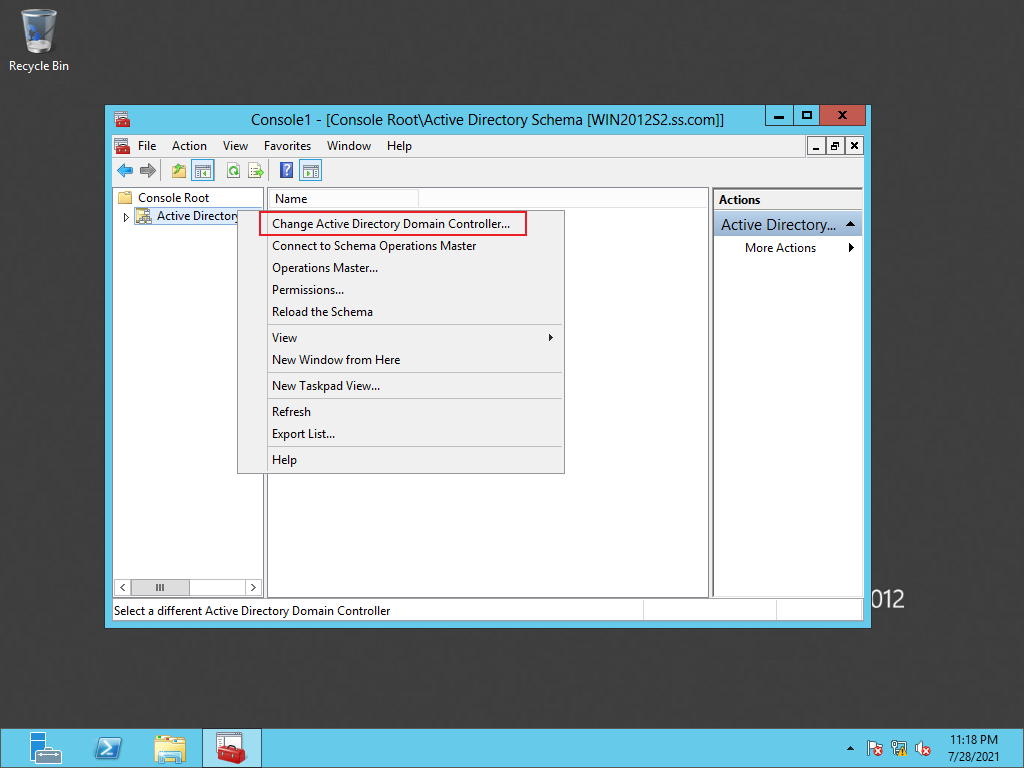 Recycle Bin
Console1 - [Console Root\Active Directory Schema [WIN2012S2.ss.com]]
File Action View Favorites Window Help
Console Root
Active Directory
Name
Change Active Directory Domain Controller...
Connect to Schema Operations Master
Operations Master...
Permissions...
Reload the Schema
View
New Window from Here
New Taskpad View...
Refresh
Export List...
Help
Actions
Active Directory...
More Actions
Select a different Active Directory Domain Controller
012
11:18 PM
7/28/2021